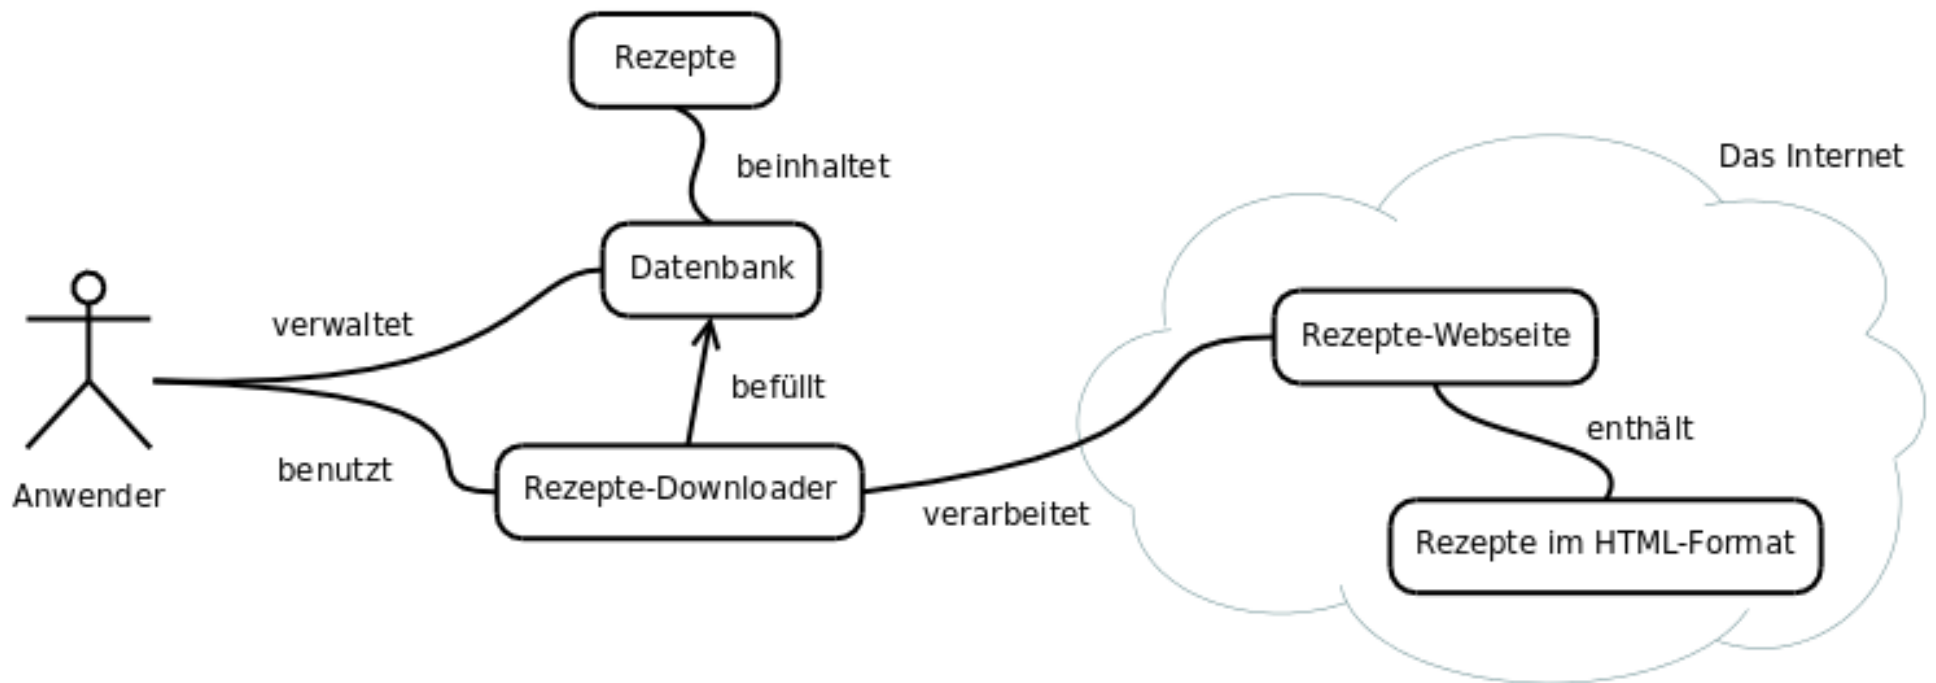 Rezepte
beinhaltet
Das Internet
Datenbank
verwaltet
Rezepte-Webseite
befüllt
enthält
benutzt
Rezepte-Downloader
Anwender
verarbeitet
Rezepte im HTML-Format